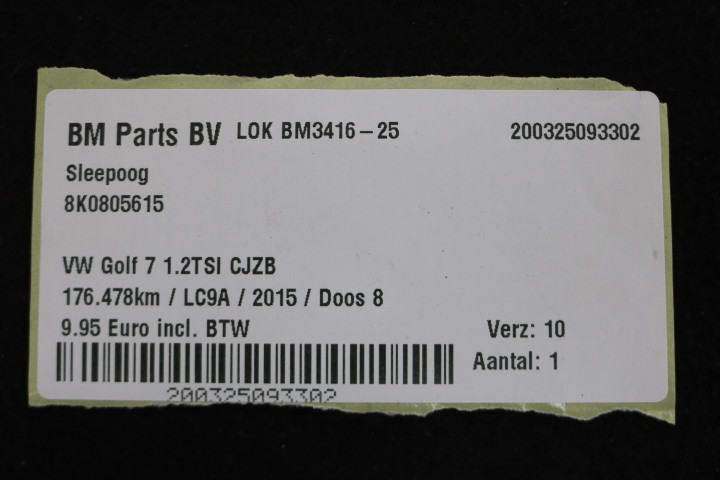 BM Parts BV LOK BM3416-25 200325093302
Sleepoog
8K0805615
VW Golf 7 1.2TSI CJZB
176.478km / LC9A / 2015 / Doos 8
9.95 Euro incl. BTW Verz: 10
Aantal: 1
200325093302